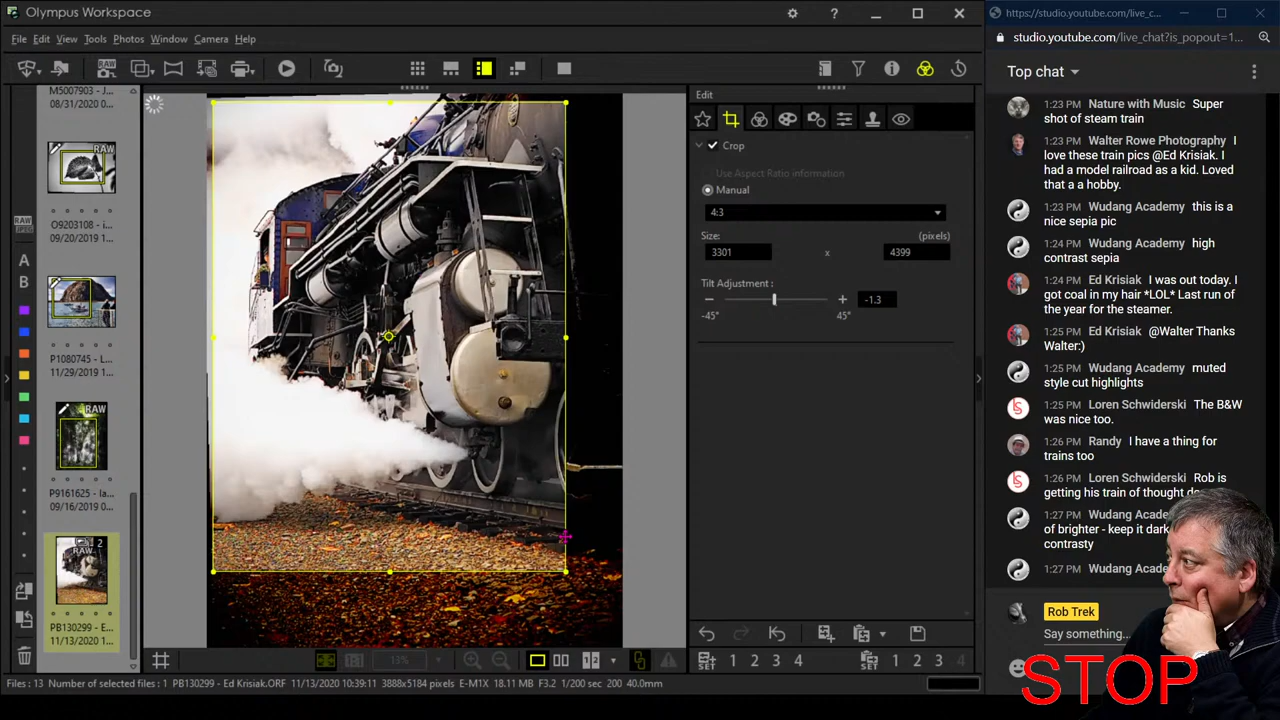 Olympus Workspace
File Edit View Tools Photos Window Camera Help
M5007903 - J...
08/31/2020 0...
RAW
O9203108 - i...
09/20/2019 1...
RAW
JPEG
A
B
P1080745 - L...
11/29/2019 1...
RAW
P9161625 - Ia...
09/16/2019 0...
RAW 2
PB130299 - E...
11/13/2020 1...
13%
Edit
Crop
Use Aspect Ratio information
Manual
4:3
Size: (pixels)
3301 x 4399
Tilt Adjustment :
-1.3
-45° 45°
1 2 3 4
1 2 3 4
Files : 13 Number of selected files : 1 PB130299 - Ed Krisiak.ORF 11/13/2020 10:39:11 3888x5184 pixels E-M1X 18.11 MB F3.2 1/200 sec 200 40.0mm
https://studio.youtube.com/live_c...
studio.youtube.com/live_chat?is_popout=1...
Top chat
1:23 PM Nature with Music Super
shot of steam train
1:23 PM Walter Rowe Photography I
love these train pics @Ed Krisiak. I
had a model railroad as a kid. Loved
that a a hobby.
1:23 PM Wudang Academy this is a
nice sepia pic
1:24 PM Wudang Academy high
contrast sepia
1:24 PM Ed Krisiak I was out today. I
got coal in my hair *LOL* Last run of
the year for the steamer.
1:25 PM Ed Krisiak @Walter Thanks
Walter:)
1:25 PM Wudang Academy muted
style cut highlights
1:25 PM Loren Schwiderski The B&W
was nice too.
1:26 PM Randy I have a thing for
trains too
1:26 PM Loren Schwiderski Rob is
getting his train of thought
1:27 PM Wudang Academy
of brighter - keep it dark
contrasty
1:27 PM Wudang
Rob Trek
Say something...
STOP